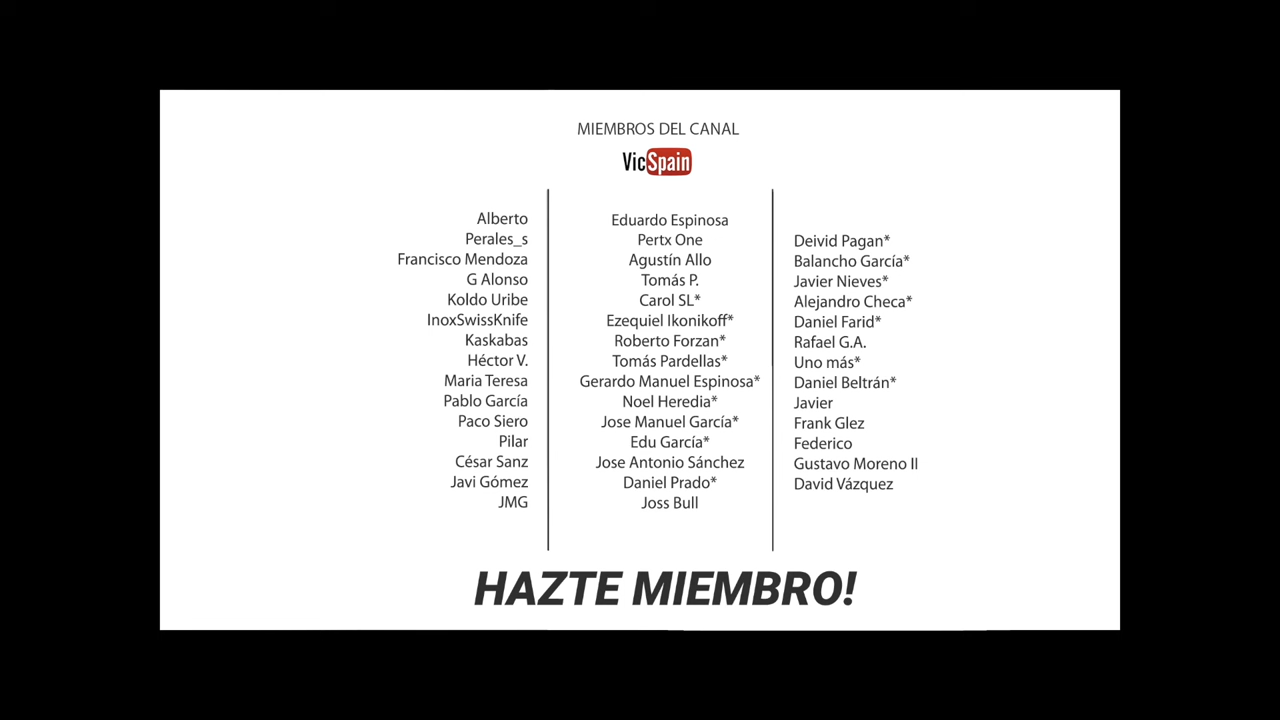 MIEMBROS DEL CANAL
VicSpain
Alberto
Perales_s
Francisco Mendoza
G Alonso
Koldo Uribe
InoxSwissKnife
Kaskabas
Héctor V.
Maria Teresa
Pablo García
Paco Siero
Pilar
César Sanz
Javi Gómez
JMG
Eduardo Espinosa
Pertx One
Agustín Allo
Tomás P.
Carol SL*
Ezequiel Ikonikoff*
Roberto Forzan*
Tomás Pardellas*
Gerardo Manuel Espinosa*
Noel Heredia*
Jose Manuel García*
Edu García*
Jose Antonio Sánchez
Daniel Prado*
Joss Bull
Deivid Pagan*
Balancho García*
Javier Nieves*
Alejandro Checa*
Daniel Farid*
Rafael G.A.
Uno más*
Daniel Beltrán*
Javier
Frank Glez
Federico
Gustavo Moreno II
David Vázquez
HAZTE MIEMBRO!